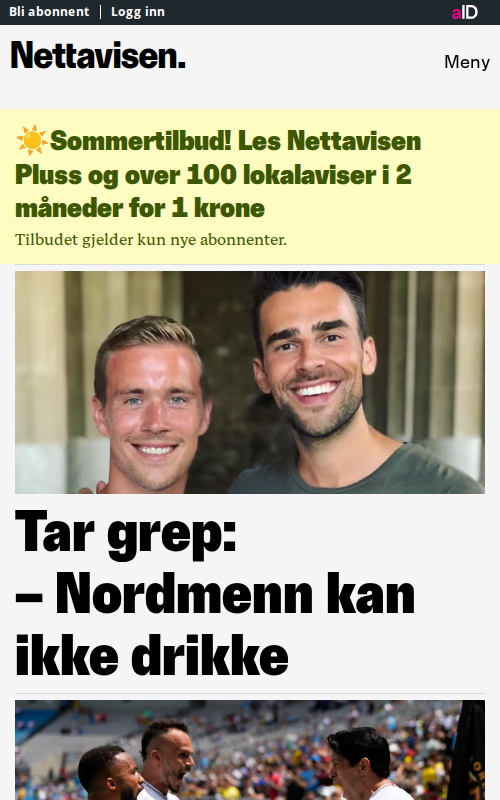 Bli abonnent
Logg inn
aID
Nettavisen.
Meny
☀️Sommertilbud! Les Nettavisen
Pluss og over 100 lokalaviser i 2
måneder for 1 krone
Tilbudet gjelder kun nye abonnenter.
Tar grep:
– Nordmenn kan
ikke drikke